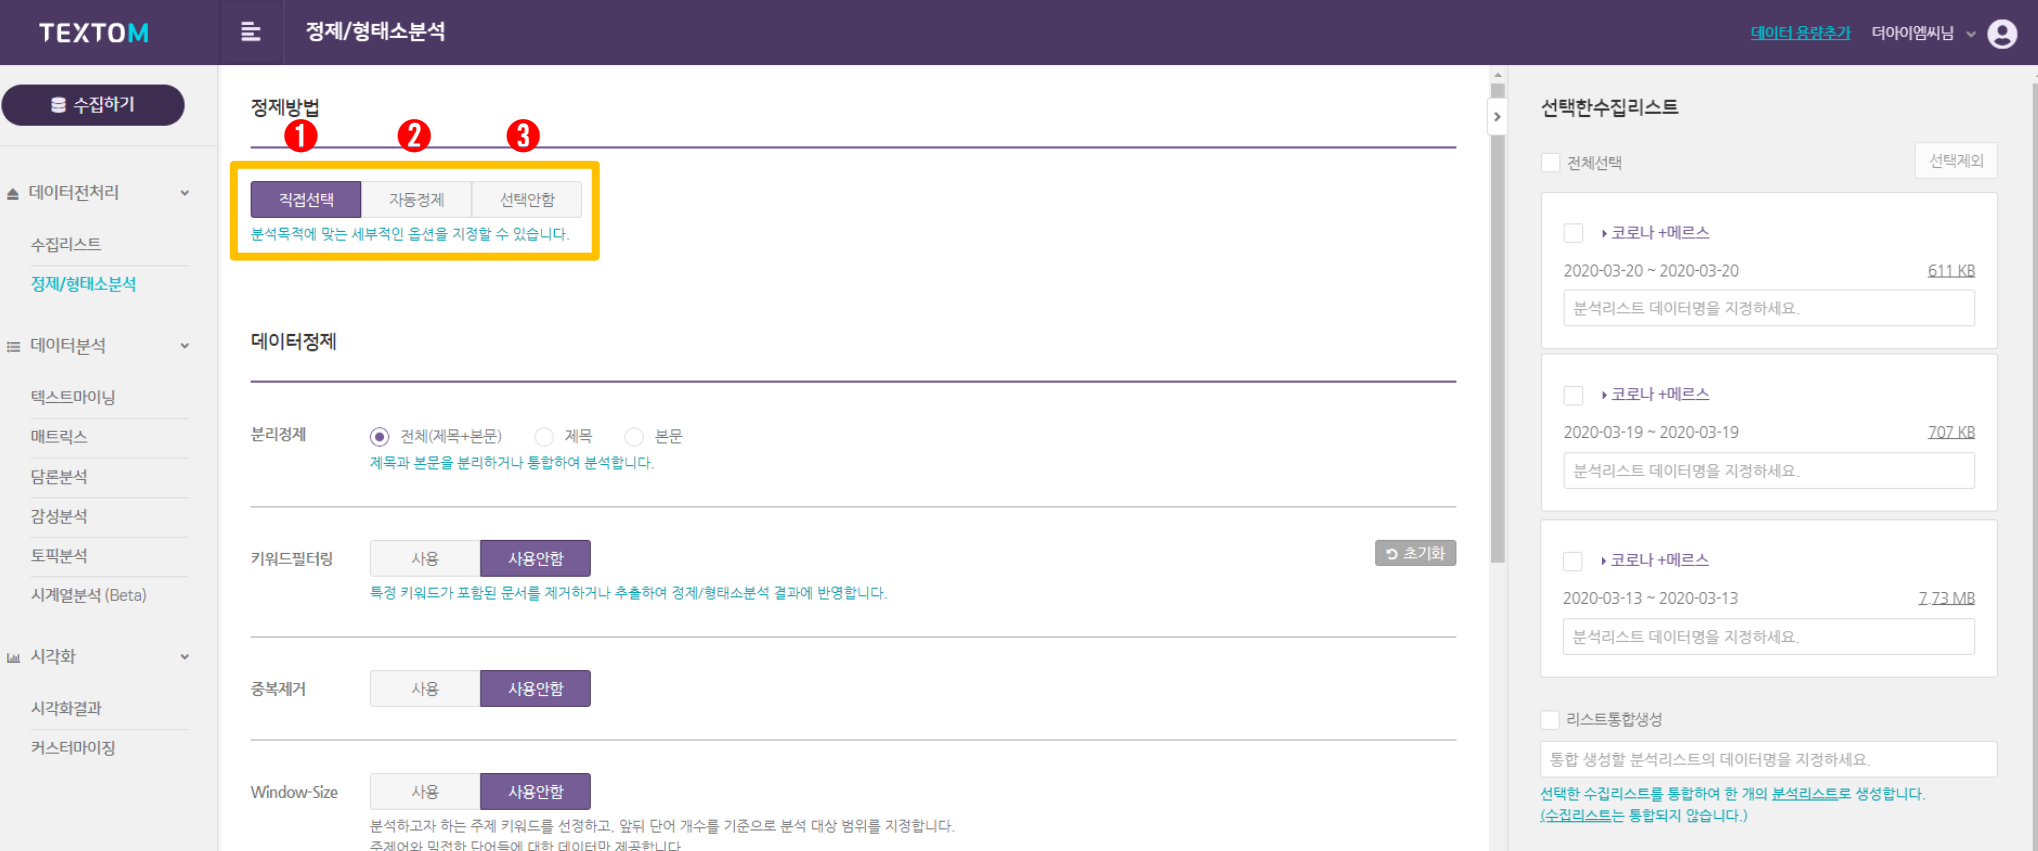 TEXTOM
정제/형태소분석
데이터 용량추가
더아이엠씨님
수집하기
데이터전처리
수집리스트
정제/형태소분석
데이터분석
텍스트마이닝
매트릭스
담론분석
감성분석
토픽분석
시계열분석 (Beta)
시각화
시각화결과
커스터마이징
정제방법
1 2 3
직접선택 자동정제 선택안함
분석목적에 맞는 세부적인 옵션을 지정할 수 있습니다.
데이터정제
분리정제 전체(제목+본문) 제목 본문
제목과 본문을 분리하거나 통합하여 분석합니다.
키워드필터링 사용 사용안함 초기화
특정 키워드가 포함된 문서를 제거하거나 추출하여 정제/형태소분석 결과에 반영합니다.
중복제거 사용 사용안함
Window-Size 사용 사용안함
분석하고자 하는 주제 키워드를 선정하고, 앞뒤 단어 개수를 기준으로 분석 대상 범위를 지정합니다.
주제어와 밀접한 단어들에 대한 데이터만 제공합니다
선택한수집리스트
전체선택 선택제외
코로나 +메르스
2020-03-20 ~ 2020-03-20 611 KB
분석리스트 데이터명을 지정하세요.
코로나 +메르스
2020-03-19 ~ 2020-03-19 707 KB
분석리스트 데이터명을 지정하세요.
코로나 +메르스
2020-03-13 ~ 2020-03-13 7.73 MB
분석리스트 데이터명을 지정하세요.
리스트통합생성
통합 생성할 분석리스트의 데이터명을 지정하세요.
선택한 수집리스트를 통합하여 한 개의 분석리스트로 생성합니다.
(수집리스트는 통합되지 않습니다.)